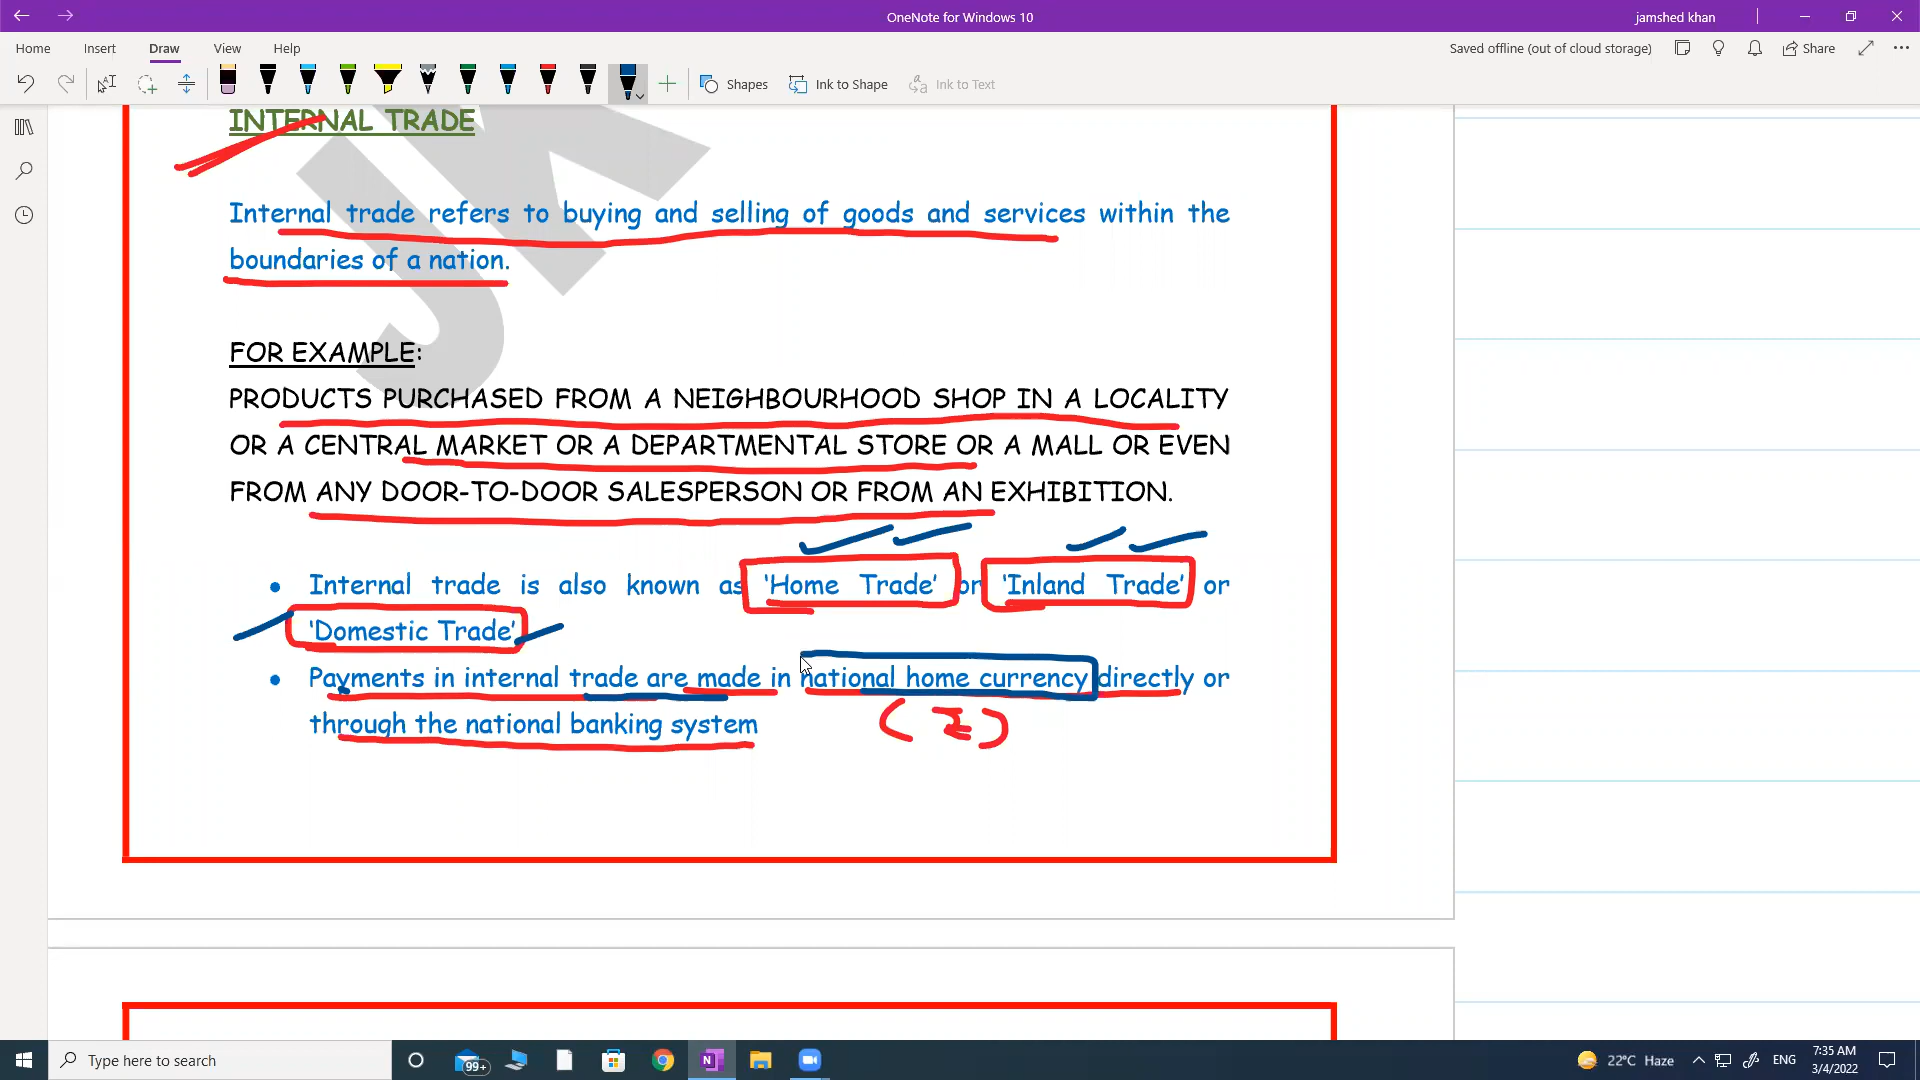 OneNote for Windows 10
jamshed khan
Home Insert Draw View Help
Saved offline (out of cloud storage)
Share
Shapes
Ink to Shape
Ink to Text
JK
INTERNAL TRADE
Internal trade refers to buying and selling of goods and services within the
boundaries of a nation.
FOR EXAMPLE:
PRODUCTS PURCHASED FROM A NEIGHBOURHOOD SHOP IN A LOCALITY
OR A CENTRAL MARKET OR A DEPARTMENTAL STORE OR A MALL OR EVEN
FROM ANY DOOR-TO-DOOR SALESPERSON OR FROM AN EXHIBITION.
• Internal trade is also known as 'Home Trade' or 'Inland Trade' or
'Domestic Trade'
• Payments in internal trade are made in national home currency directly or
through the national banking system
Type here to search
99+
22°C Haze
ENG
7:35 AM
3/4/2022